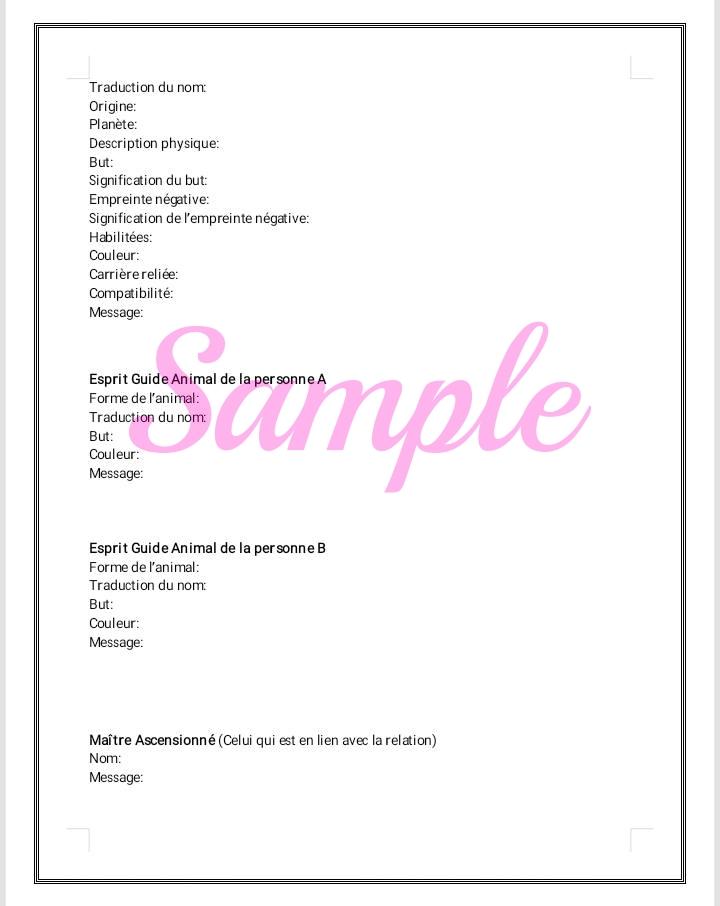 Traduction du nom:
Origine:
Planète:
Description physique:
But:
Signification du but:
Empreinte négative:
Signification de l'empreinte négative:
Habilitées:
Couleur:
Carrière reliée:
Compatibilité:
Message:
Esprit Guide Animal de la personne A
Forme de l'animal:
Traduction du nom:
But:
Couleur:
Message:
Sample
Esprit Guide Animal de la personne B
Forme de l'animal:
Traduction du nom:
But:
Couleur:
Message:
Maître Ascensionné (Celui qui est en lien avec la relation)
Nom:
Message: